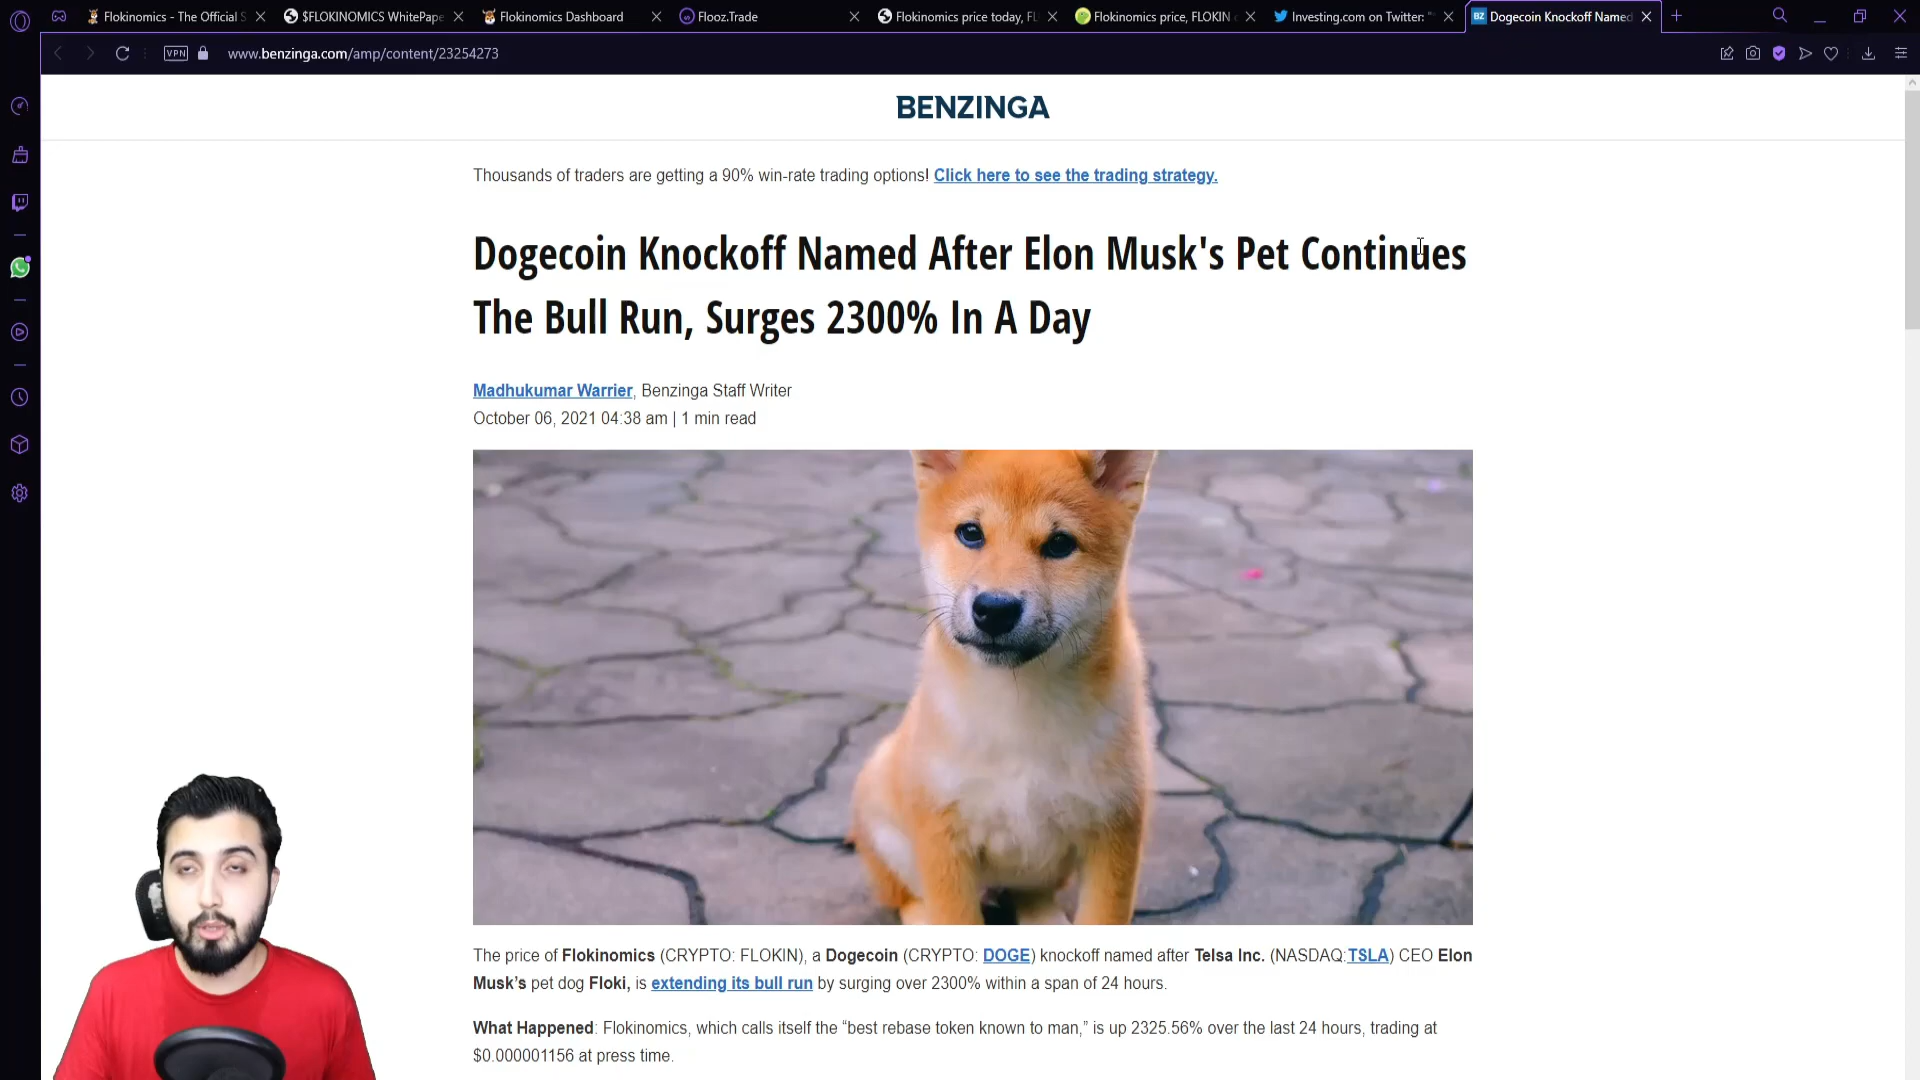 Flokinomics - The Official S
$FLOKINOMICS WhitePape
Flokinomics Dashboard
Flooz.Trade
Flokinomics price today, FL
Flokinomics price, FLOKIN
Investing.com on Twitter: "
BZ
Dogecoin Knockoff Named
VPN
www.benzinga.com/amp/content/23254273
BENZINGA
Thousands of traders are getting a 90% win-rate trading options! Click here to see the trading strategy.
Dogecoin Knockoff Named After Elon Musk's Pet Continues
The Bull Run, Surges 2300% In A Day
Madhukumar Warrier, Benzinga Staff Writer
October 06, 2021 04:38 am | 1 min read
The price of Flokinomics (CRYPTO: FLOKIN), a Dogecoin (CRYPTO: DOGE) knockoff named after Telsa Inc. (NASDAQ:TSLA) CEO Elon
Musk’s pet dog Floki, is extending its bull run by surging over 2300% within a span of 24 hours.
What Happened: Flokinomics, which calls itself the “best rebase token known to man,” is up 2325.56% over the last 24 hours, trading at
$0.000001156 at press time.